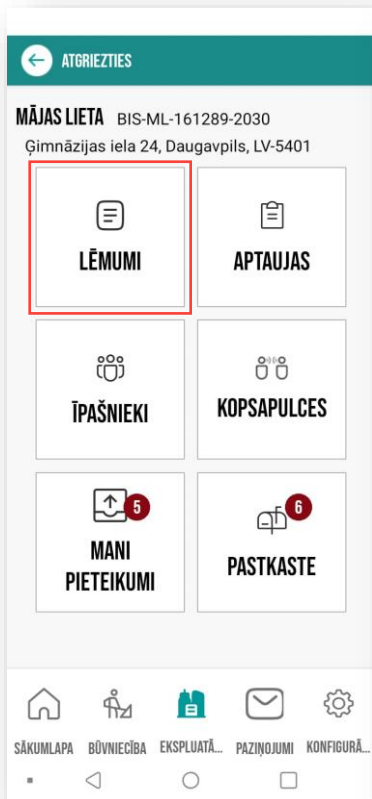 ATGRIEZTIES
MĀJAS LIETA BIS-ML-161289-2030
Ģimnāzijas iela 24, Daugavpils, LV-5401
LĒMUMI
APTAUJAS
ĪPAŠNIEKI
KOPSAPULCES
5
MANI
PIETEIKUMI
6
PASTKASTE
SĀKUMLAPA BŪVNIECĪBA EKSPLUATĀ... PAZIŅOJUMI KONFIGURĀ...